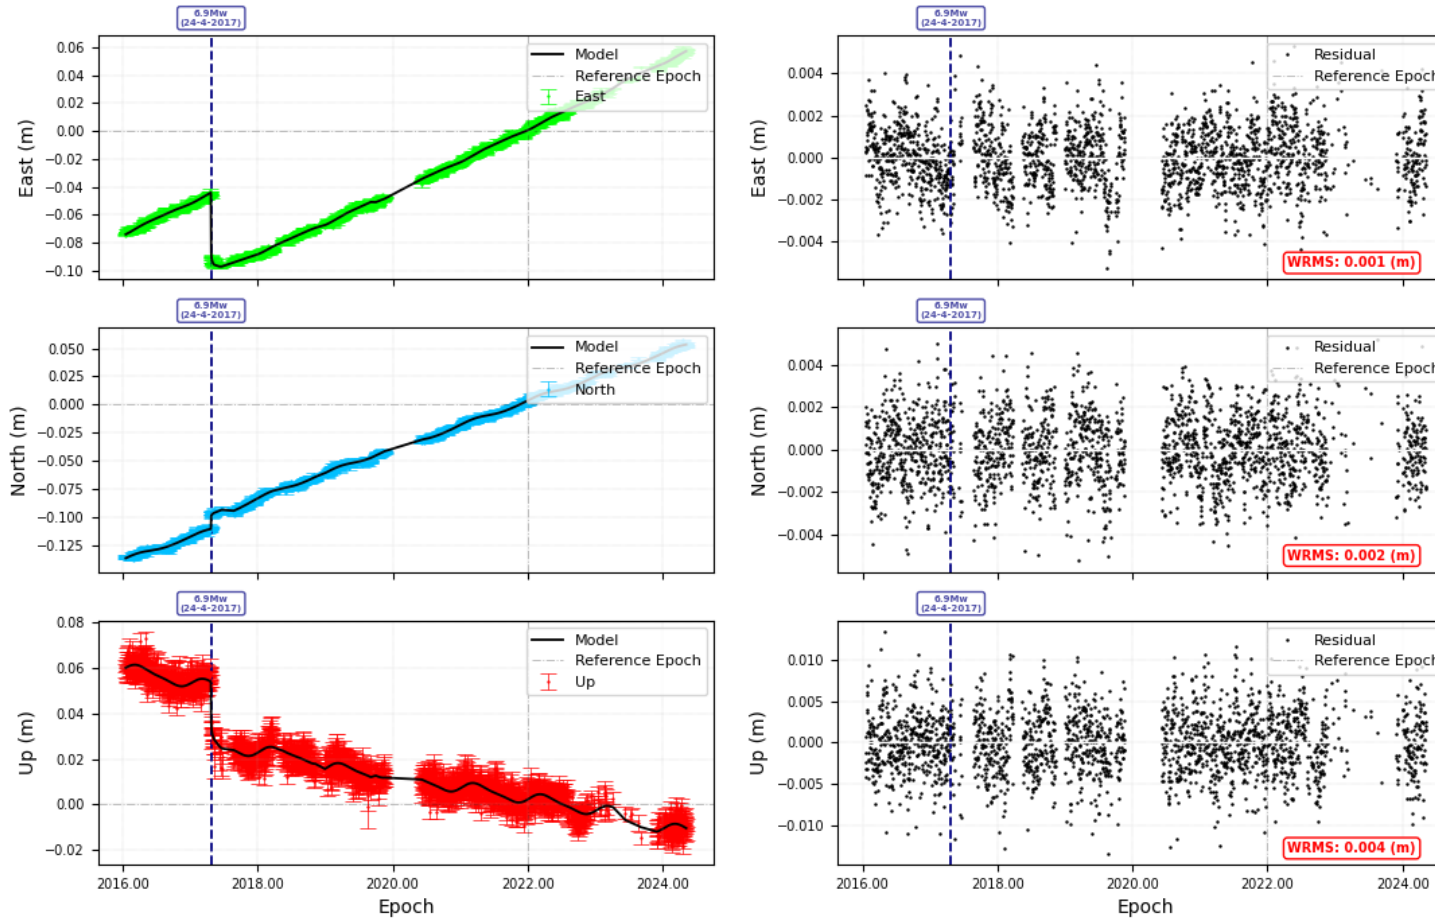 6.9Mw
(24-4-2017)
East (m)
0.06
0.04
0.02
0.00
−0.02
−0.04
−0.06
−0.08
−0.10
Model
Reference Epoch
East
6.9Mw
(24-4-2017)
East (m)
0.004
0.002
0.000
−0.002
−0.004
Residual
Reference Epoch
WRMS: 0.001 (m)
6.9Mw
(24-4-2017)
North (m)
0.050
0.025
0.000
−0.025
−0.050
−0.075
−0.100
−0.125
Model
Reference Epoch
North
6.9Mw
(24-4-2017)
North (m)
0.004
0.002
0.000
−0.002
−0.004
Residual
Reference Epoch
WRMS: 0.002 (m)
6.9Mw
(24-4-2017)
Up (m)
0.08
0.06
0.04
0.02
0.00
−0.02
Model
Reference Epoch
Up
2016.00 2018.00 2020.00 2022.00 2024.00
Epoch
6.9Mw
(24-4-2017)
Up (m)
0.010
0.005
0.000
−0.005
−0.010
Residual
Reference Epoch
WRMS: 0.004 (m)
2016.00 2018.00 2020.00 2022.00 2024.00
Epoch